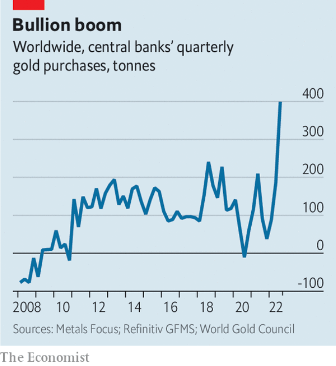 Bullion boom
Worldwide, central banks' quarterly
gold purchases, tonnes
400
300
200
100
0
-100
2008 10 12 14 16 18 20 22
Sources: Metals Focus; Refinitiv GFMS; World Gold Council
The Economist